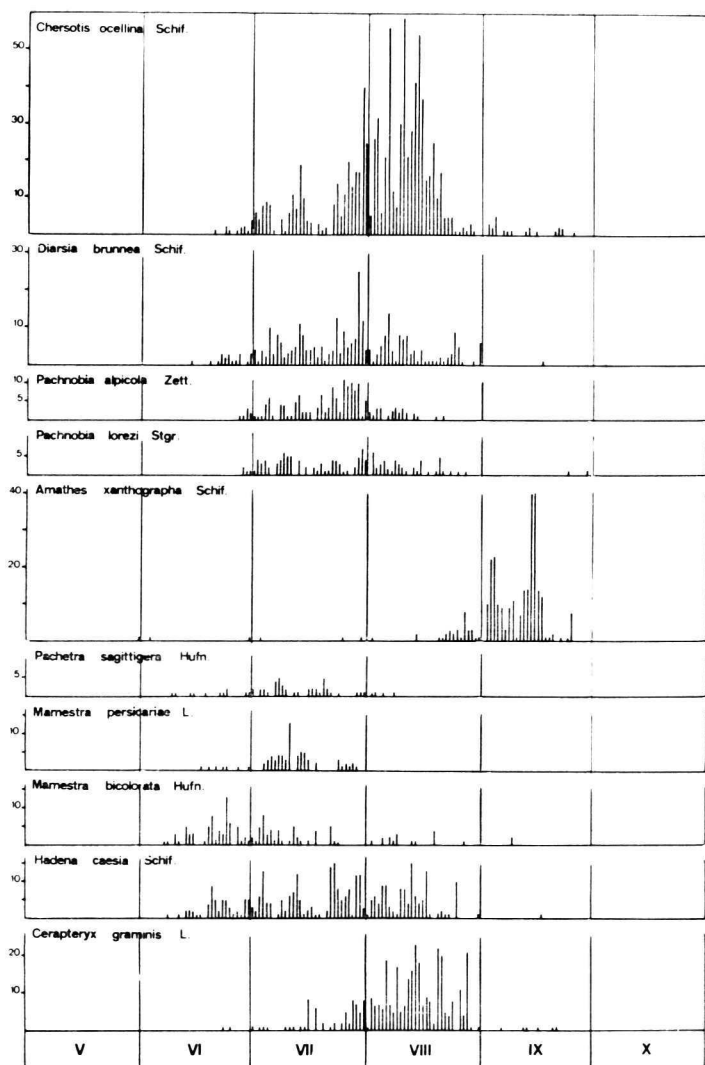 Chersotis ocellina Schif.
50
30
10
Diarsia brunnea Schif.
30
10
Pachnobia alpicola Zett.
10
5
Pachnobia lorezi Stgr.
5
Amathes xanthographa Schif.
40
20
Pachetra sagittigera Hufn.
5
Mamestra persicariae L.
10
Mamestra bicolorata Hufn.
10
Hadena caesia Schif.
10
Cerapteryx graminis L.
20
10
V VI VII VIII IX X